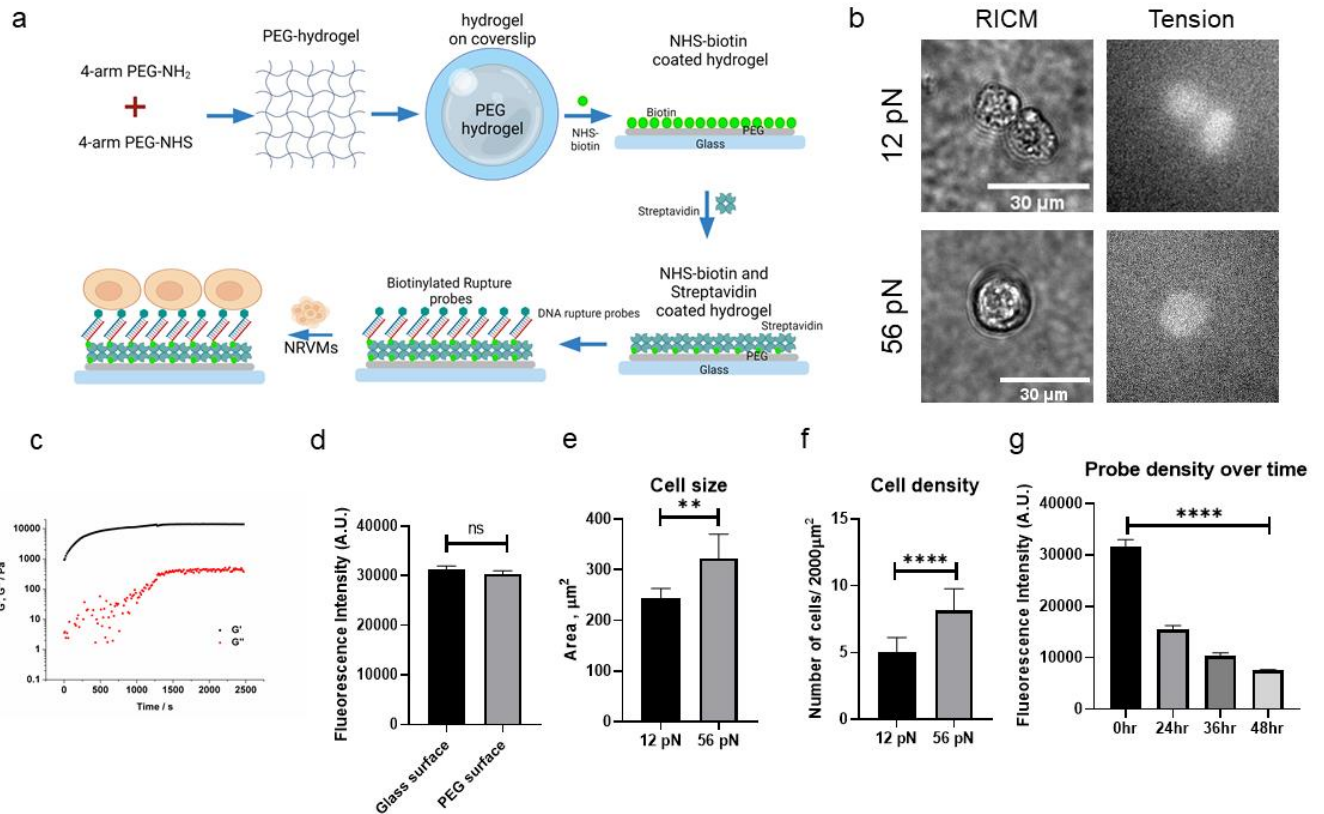 a
4-arm PEG-NH₂
+
4-arm PEG-NHS
PEG-hydrogel
hydrogel
on coverslip
PEG
hydrogel
NHS-
biotin
NHS-biotin
coated hydrogel
Biotin
PEG
Glass
Streptavidin
NHS-biotin and
Streptavidin
coated hydrogel
Streptavidin
PEG
Glass
DNA rupture probes
Biotinylated Rupture
probes
NRVMs
b
RICM
Tension
12 pN
30 µm
56 pN
30 µm
c
G', G'' / Pa
10000
1000
100
10
1
0.1
G'
G"
0 500 1000 1500 2000 2500
Time / s
d
Flueorescence Intensity (A.U.)
40000
30000
20000
10000
0
ns
Glass surface
PEG surface
e
Cell size
**
Area , µm²
400
300
200
100
0
12 pN 56 pN
f
Cell density
****
Number of cells/ 2000µm²
15
10
5
0
12 pN 56 pN
g
Probe density over time
****
Flueorescence Intensity (A.U.)
40000
30000
20000
10000
0
0hr 24hr 36hr 48hr